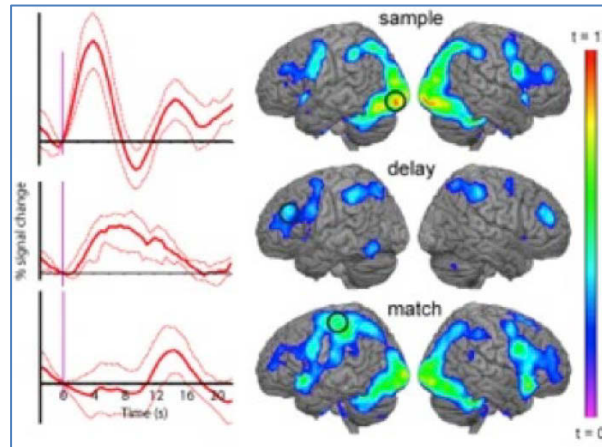 sample
t = 1
delay
% signal change
match
0 4 8 12 16 20
Time (s)
t = 0